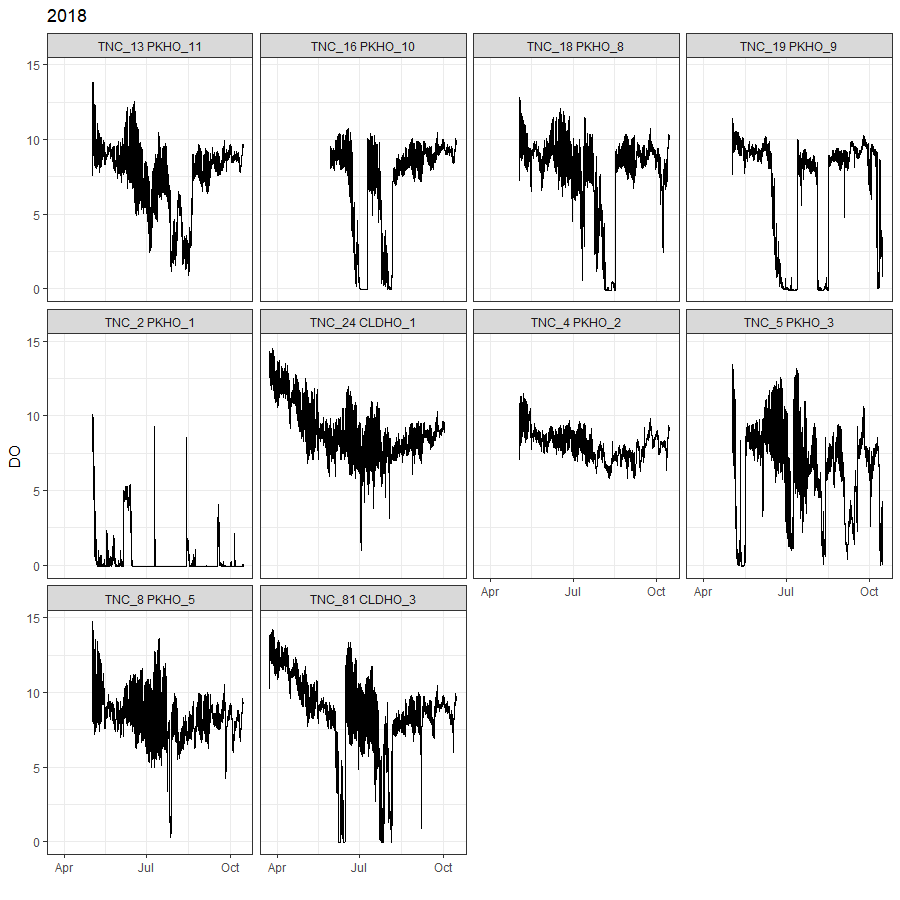 2018
TNC_13 PKHO_11 TNC_16 PKHO_10 TNC_18 PKHO_8 TNC_19 PKHO_9
15
10
5
0
TNC_2 PKHO_1 TNC_24 CLDHO_1 TNC_4 PKHO_2 TNC_5 PKHO_3
15
10
5
0
DO
Apr Jul Oct Apr Jul Oct
TNC_8 PKHO_5 TNC_81 CLDHO_3
15
10
5
0
Apr Jul Oct Apr Jul Oct